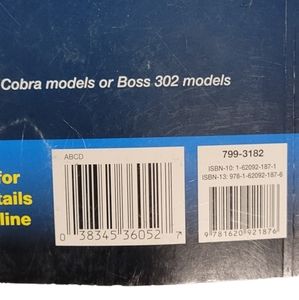 Cobra models or Boss 302 models
for
tails
line
ABCD
0 38345 36052 7
799-3182
ISBN-10: 1-62092-187-1
ISBN-13: 978-1-62092-187-6
9 781620 921876